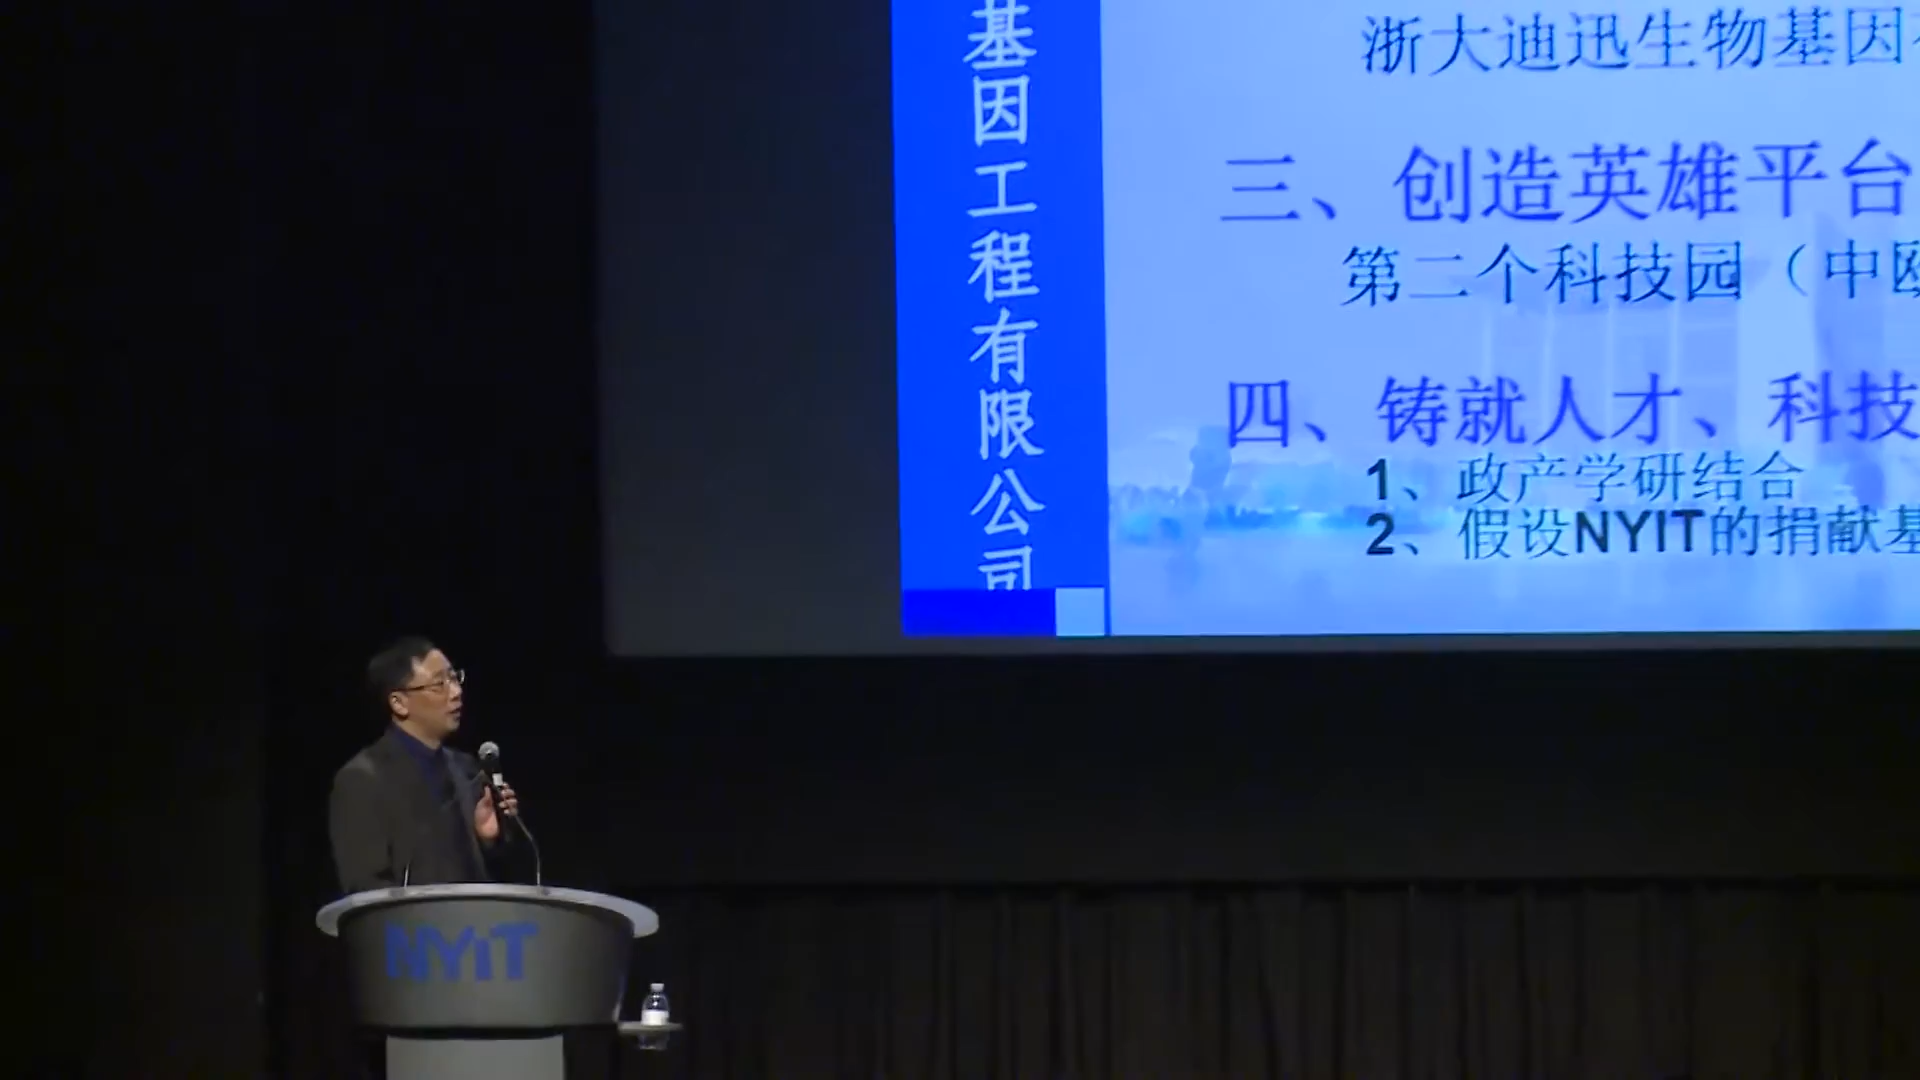 基因工程有限公司
浙大迪迅生物基因
三、创造英雄平台
第二个科技园（中欧
四、铸就人才、科技
1、政产学研结合
2、假设NYIT的捐献基
NYIT